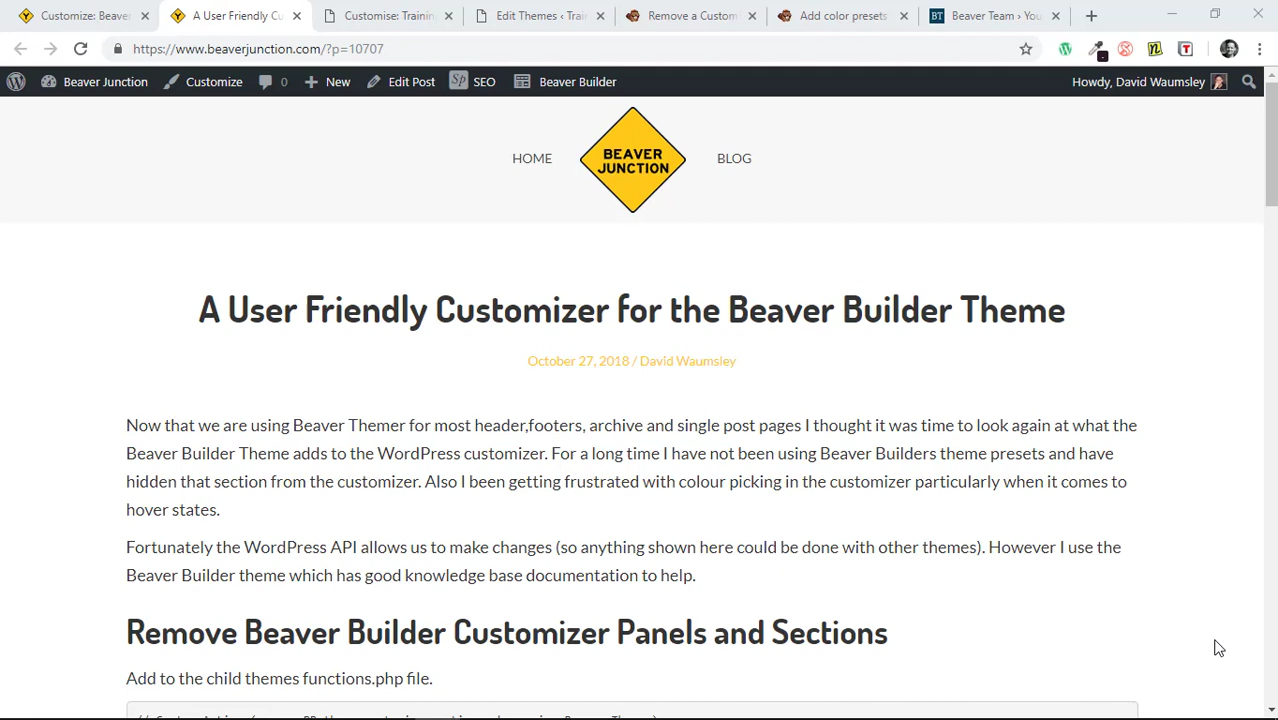 Customize: Beaver
A User Friendly Cu
Customise: Training
Edit Themes ‹ Train
Remove a Custom
Add color presets
BT Beaver Team › You
https://www.beaverjunction.com/?p=10707
Beaver Junction Customize 0 New Edit Post Sp SEO Beaver Builder Howdy, David Waumsley
HOME
BEAVER
JUNCTION
BLOG
A User Friendly Customizer for the Beaver Builder Theme
October 27, 2018 / David Waumsley
Now that we are using Beaver Themer for most header,footers, archive and single post pages I thought it was time to look again at what the
Beaver Builder Theme adds to the WordPress customizer. For a long time I have not been using Beaver Builders theme presets and have
hidden that section from the customizer. Also I been getting frustrated with colour picking in the customizer particularly when it comes to
hover states.
Fortunately the WordPress API allows us to make changes (so anything shown here could be done with other themes). However I use the
Beaver Builder theme which has good knowledge base documentation to help.
Remove Beaver Builder Customizer Panels and Sections
Add to the child themes functions.php file.